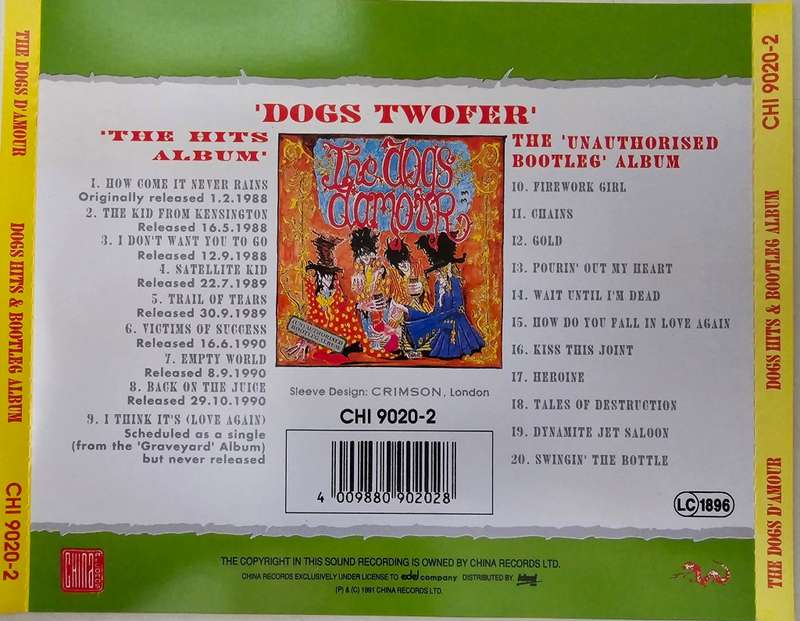 THE DOGS D'AMOUR
DOGS HITS & BOOTLEG ALBUM
CHI 9020-2
'DOGS TWOFER'
'THE HITS
ALBUM'
1. HOW COME IT NEVER RAINS
Originally released 1.2.1988
2. THE KID FROM KENSINGTON
Released 16.5.1988
3. I DON'T WANT YOU TO GO
Released 12.9.1988
4. SATELLITE KID
Released 22.7.1989
5. TRAIL OF TEARS
Released 30.9.1989
6. VICTIMS OF SUCCESS
Released 16.6.1990
7. EMPTY WORLD
Released 8.9.1990
8. BACK ON THE JUICE
Released 29.10.1990
9. I THINK IT'S (LOVE AGAIN)
Scheduled as a single
(from the 'Graveyard' Album)
but never released
The dogs
d'amour
UNAUTHORISED
BOOTLEG ALBUM
Sleeve Design: CRIMSON, London
CHI 9020-2
4 009880 902028
THE 'UNAUTHORISED
BOOTLEG' ALBUM
10. FIREWORK GIRL
11. CHAINS
12. GOLD
13. POURIN' OUT MY HEART
14. WAIT UNTIL I'M DEAD
15. HOW DO YOU FALL IN LOVE AGAIN
16. KISS THIS JOINT
17. HEROINE
18. TALES OF DESTRUCTION
19. DYNAMITE JET SALOON
20. SWINGIN' THE BOTTLE
LC 1896
CHINA
THE COPYRIGHT IN THIS SOUND RECORDING IS OWNED BY CHINA RECORDS LTD.
CHINA RECORDS EXCLUSIVELY UNDER LICENSE TO edel company DISTRIBUTED BY
(P) & (C) 1991 CHINA RECORDS LTD.
CHI 9020-2
DOGS HITS & BOOTLEG ALBUM
THE DOGS D'AMOUR